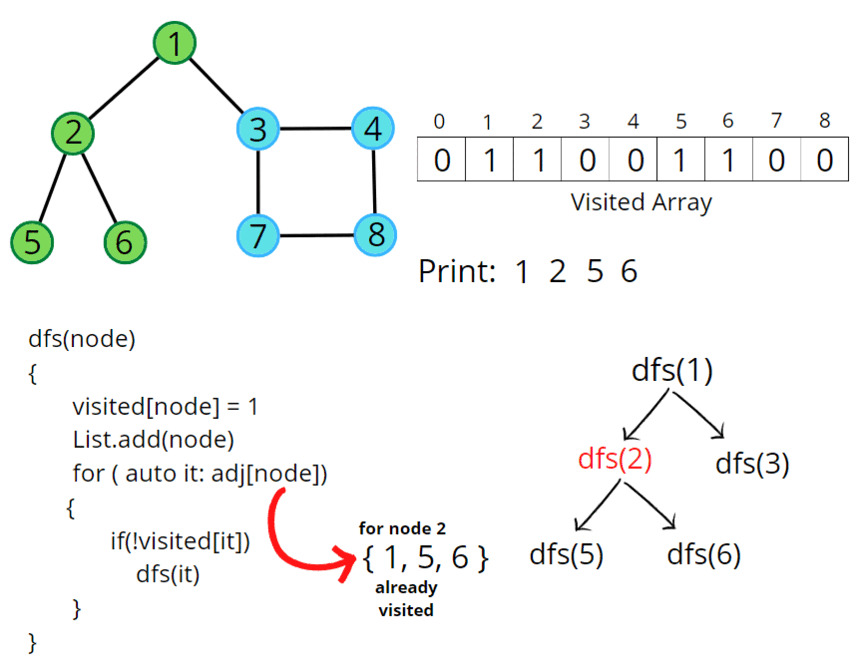 1
2
3
4
5
6
7
8
0 1 2 3 4 5 6 7 8
0 1 1 0 0 1 1 0 0
Visited Array
Print: 1 2 5 6
dfs(node)
{
visited[node] = 1
List.add(node)
for ( auto it: adj[node])
{
if(!visited[it])
dfs(it)
}
}
for node 2
{ 1, 5, 6 }
already
visited
dfs(1)
dfs(2)
dfs(3)
dfs(5)
dfs(6)